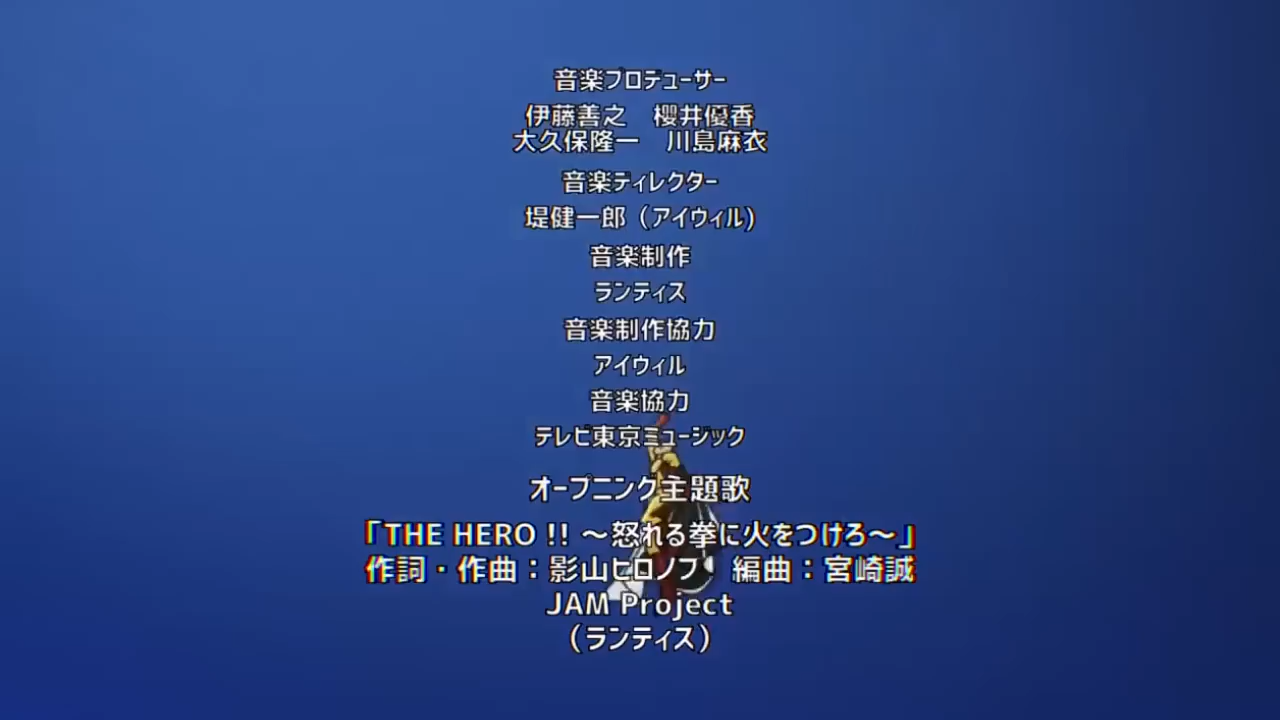 音楽プロデューサー
伊藤善之　櫻井優香
大久保隆一　川島麻衣
音楽ディレクター
堤健一郎（アイウィル）
音楽制作
ランティス
音楽制作協力
アイウィル
音楽協力
テレビ東京ミュージック
オープニング主題歌
「THE HERO !! ～怒れる拳に火をつけろ～」
作詞・作曲：影山ヒロノブ　編曲：宮崎誠
JAM Project
（ランティス）